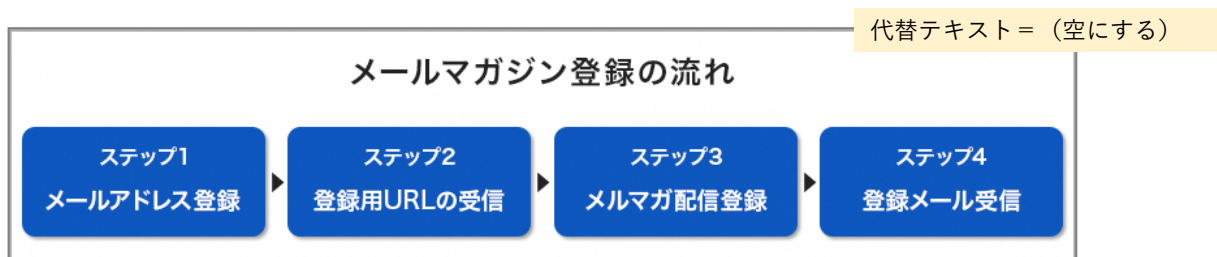 代替テキスト＝（空にする）
メールマガジン登録の流れ
ステップ1
メールアドレス登録
ステップ2
登録用URLの受信
ステップ3
メルマガ配信登録
ステップ4
登録メール受信